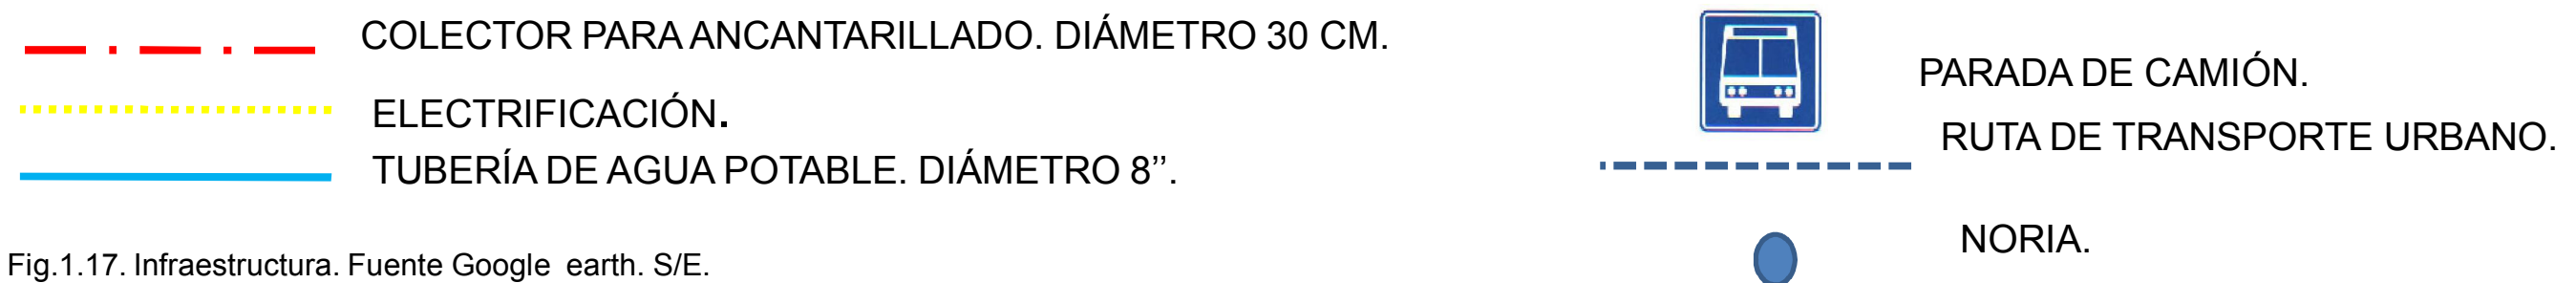 COLECTOR PARA ANCANTARILLADO. DIÁMETRO 30 CM.
ELECTRIFICACIÓN.
TUBERÍA DE AGUA POTABLE. DIÁMETRO 8’’.
PARADA DE CAMIÓN.
RUTA DE TRANSPORTE URBANO.
NORIA.
Fig.1.17. Infraestructura. Fuente Google earth. S/E.